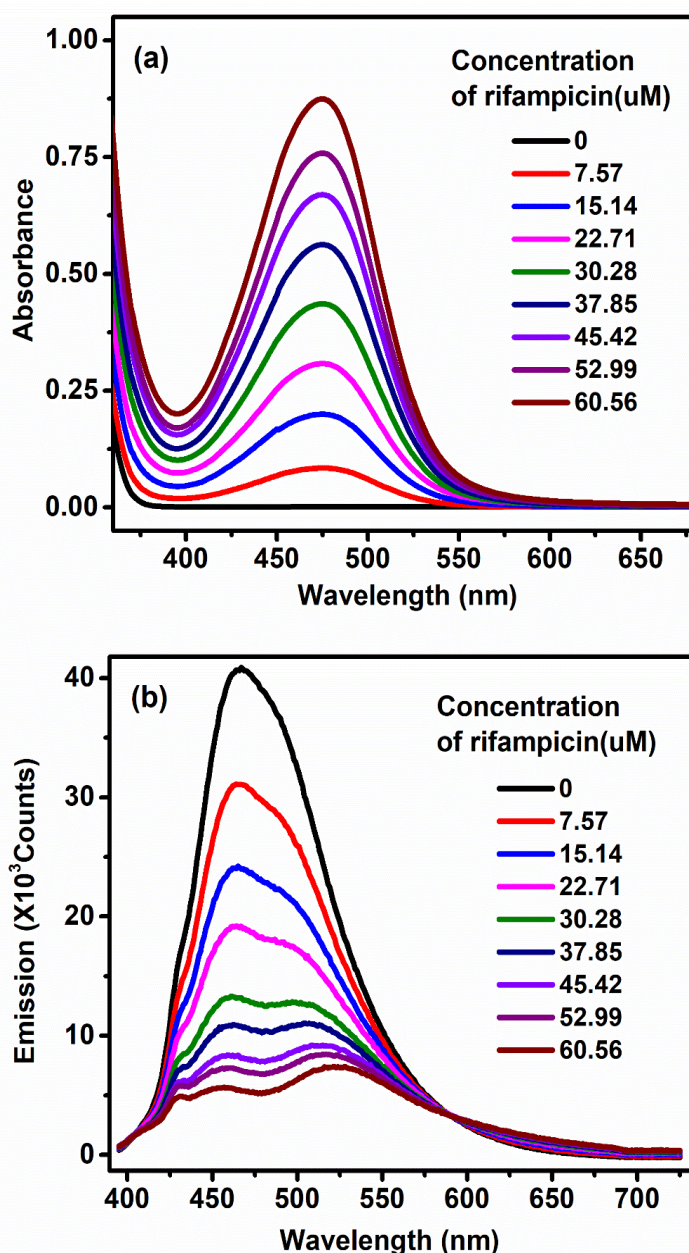 (a)
Concentration
of rifampicin(uM)
0
7.57
15.14
22.71
30.28
37.85
45.42
52.99
60.56
1.00
0.75
0.50
0.25
0.00
Absorbance
400 450 500 550 600 650
Wavelength (nm)
(b)
Concentration
of rifampicin(uM)
0
7.57
15.14
22.71
30.28
37.85
45.42
52.99
60.56
40
30
20
10
0
Emission (X10³Counts)
400 450 500 550 600 650 700
Wavelength (nm)